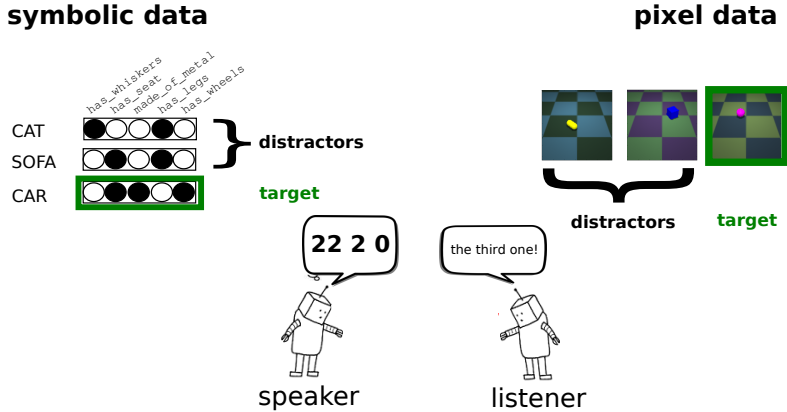 symbolic data
pixel data
has_whiskers
has_seat
made_of_metal
has_legs
has_wheels
CAT
SOFA
CAR
distractors
target
distractors
target
22 2 0
the third one!
speaker
listener